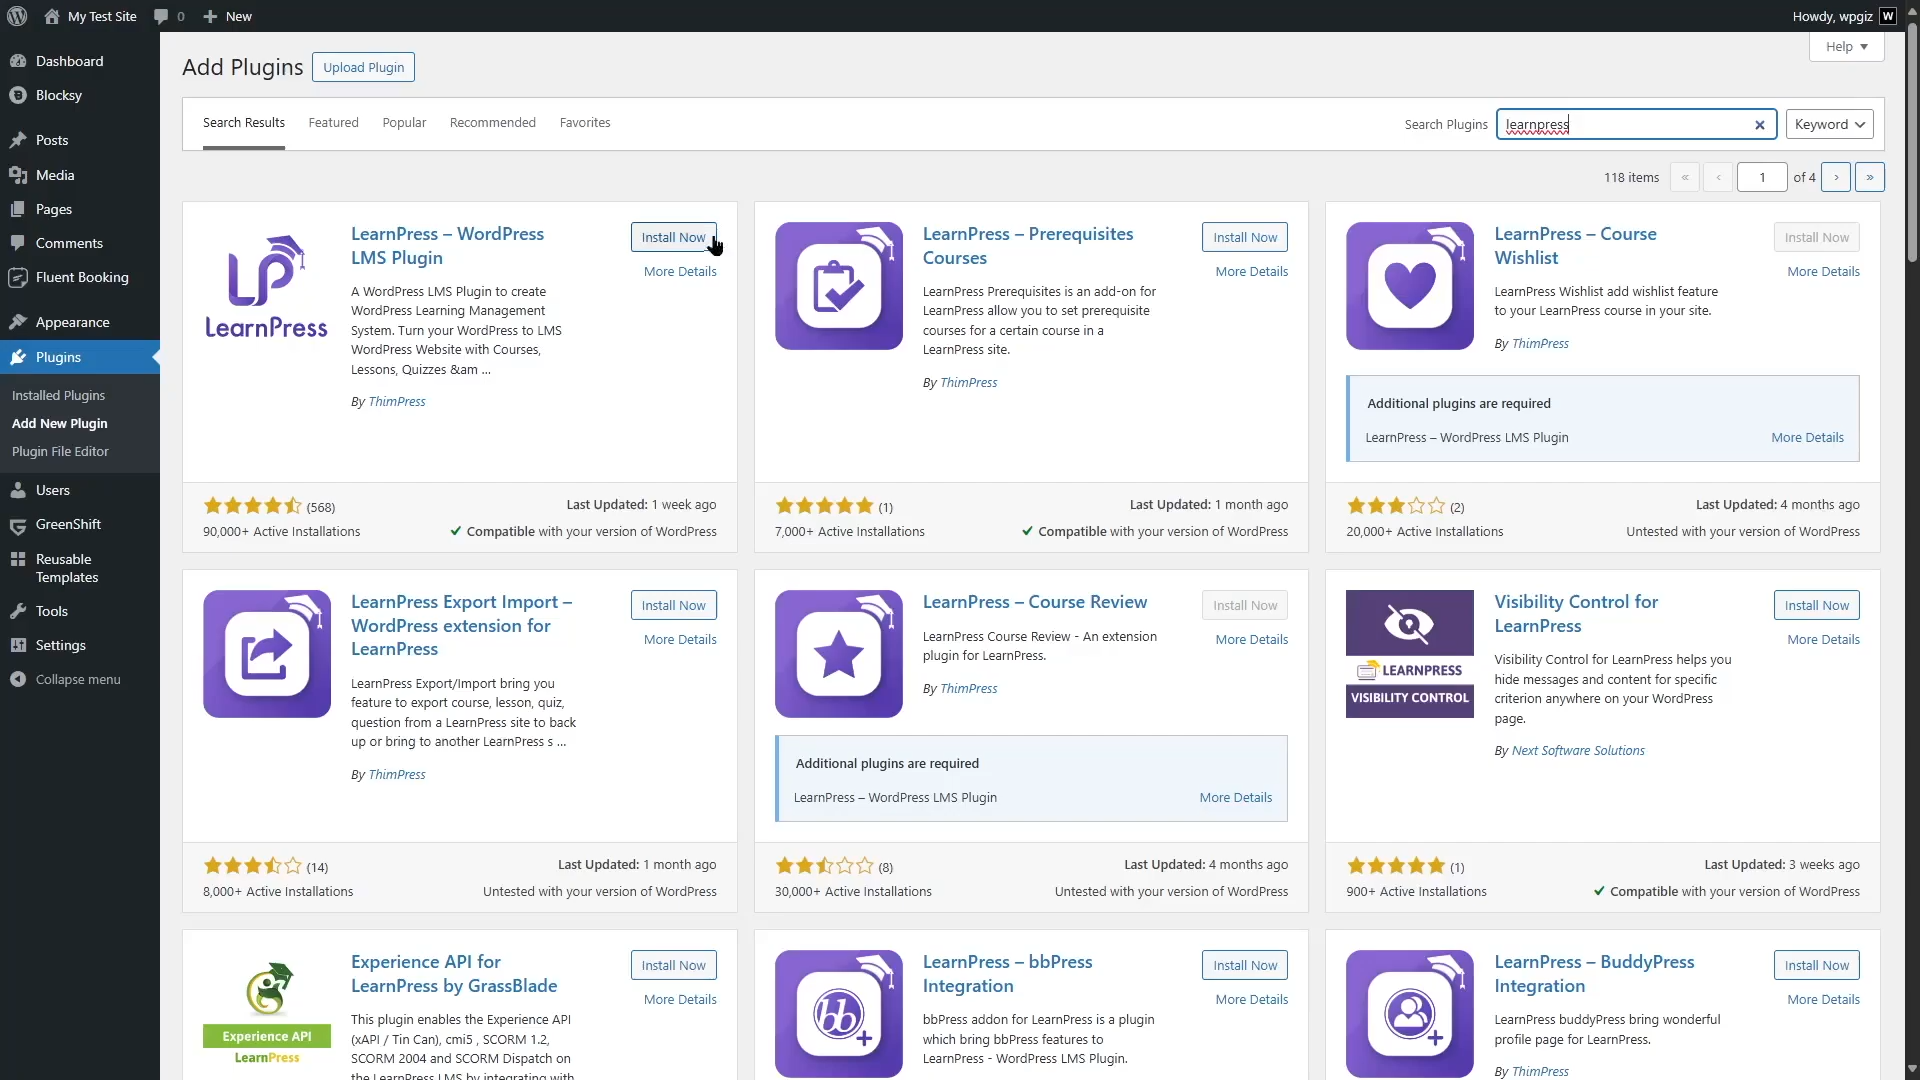 My Test Site
0
New
Howdy, wpgiz
W
Dashboard
Blocksy
Posts
Media
Pages
Comments
Fluent Booking
Appearance
Plugins
Installed Plugins
Add New Plugin
Plugin File Editor
Users
GreenShift
Reusable
Templates
Tools
Settings
Collapse menu
Help
Add Plugins
Upload Plugin
Search Results
Featured
Popular
Recommended
Favorites
Search Plugins
learnpress
Keyword
118 items
«
‹
1
of 4
›
»
LP
LearnPress
LearnPress – WordPress
LMS Plugin
Install Now
More Details
A WordPress LMS Plugin to create
WordPress Learning Management
System. Turn your WordPress to LMS
WordPress Website with Courses,
Lessons, Quizzes &am ...
By ThimPress
(568)
Last Updated: 1 week ago
90,000+ Active Installations
Compatible with your version of WordPress
LearnPress – Prerequisites
Courses
Install Now
More Details
LearnPress Prerequisites is an add-on for
LearnPress allow you to set prerequisite
courses for a certain course in a
LearnPress site.
By ThimPress
(1)
Last Updated: 1 month ago
7,000+ Active Installations
Compatible with your version of WordPress
LearnPress – Course
Wishlist
Install Now
More Details
LearnPress Wishlist add wishlist feature
to your LearnPress course in your site.
By ThimPress
Additional plugins are required
LearnPress – WordPress LMS Plugin
More Details
(2)
Last Updated: 4 months ago
20,000+ Active Installations
Untested with your version of WordPress
LearnPress Export Import –
WordPress extension for
LearnPress
Install Now
More Details
LearnPress Export/Import bring you
feature to export course, lesson, quiz,
question from a LearnPress site to back
up or bring to another LearnPress s ...
By ThimPress
(14)
Last Updated: 1 month ago
8,000+ Active Installations
Untested with your version of WordPress
LearnPress – Course Review
Install Now
More Details
LearnPress Course Review - An extension
plugin for LearnPress.
By ThimPress
Additional plugins are required
LearnPress – WordPress LMS Plugin
More Details
(8)
Last Updated: 4 months ago
30,000+ Active Installations
Untested with your version of WordPress
LEARNPRESS
VISIBILITY CONTROL
Visibility Control for
LearnPress
Install Now
More Details
Visibility Control for LearnPress helps you
hide messages and content for specific
criterion anywhere on your WordPress
page.
By Next Software Solutions
(1)
Last Updated: 3 weeks ago
900+ Active Installations
Compatible with your version of WordPress
Experience API
LearnPress
Experience API for
LearnPress by GrassBlade
Install Now
More Details
This plugin enables the Experience API
(xAPI / Tin Can), cmi5 , SCORM 1.2,
SCORM 2004 and SCORM Dispatch on
the LearnPress LMS by integrating with
bb
LearnPress – bbPress
Integration
Install Now
More Details
bbPress addon for LearnPress is a plugin
which bring bbPress features to
LearnPress - WordPress LMS Plugin.
LearnPress – BuddyPress
Integration
Install Now
More Details
LearnPress buddyPress bring wonderful
profile page for LearnPress.
By ThimPress